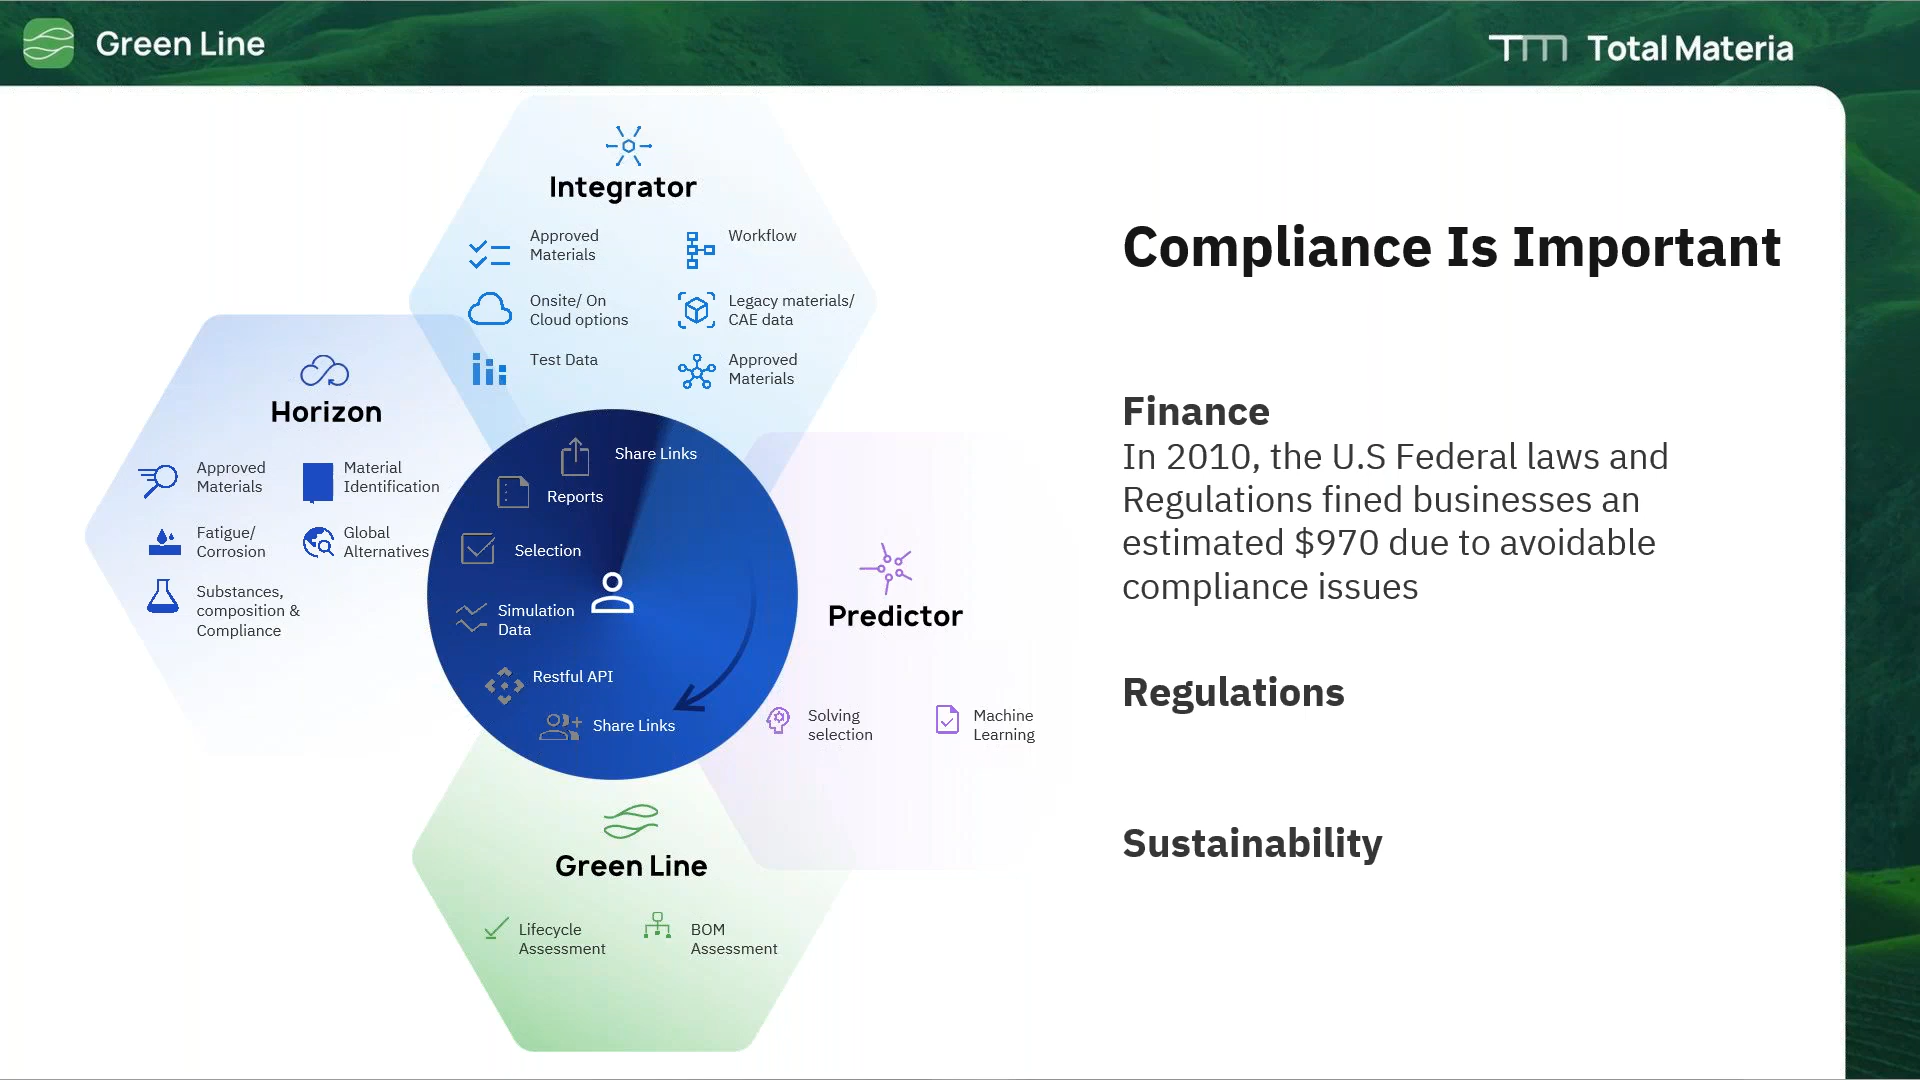 Green Line
Total Materia
Integrator
Approved
Materials
Workflow
Onsite/ On
Cloud options
Legacy materials/
CAE data
Test Data
Approved
Materials
Horizon
Approved
Materials
Material
Identification
Fatigue/
Corrosion
Global
Alternatives
Substances,
composition &
Compliance
Share Links
Reports
Selection
Simulation
Data
Restful API
Share Links
Predictor
Solving
selection
Machine
Learning
Green Line
Lifecycle
Assessment
BOM
Assessment
Compliance Is Important
Finance
In 2010, the U.S Federal laws and
Regulations fined businesses an
estimated $970 due to avoidable
compliance issues
Regulations
Sustainability